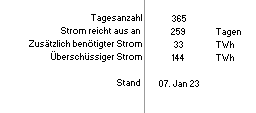 Tagesanzahl 365
Strom reicht aus an 259 Tagen
Zusätzlich benötigter Strom 33 TWh
Überschüssiger Strom 144 TWh
Stand 07. Jan 23